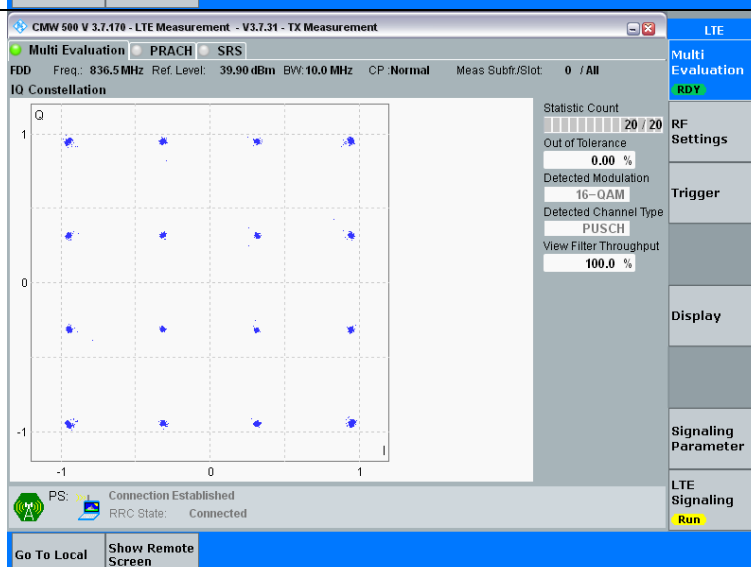 CMW 500 V 3.7.170 - LTE Measurement - V3.7.31 - TX Measurement
LTE
Multi Evaluation PRACH SRS
FDD Freq.: 836.5 MHz Ref. Level: 39.90 dBm BW: 10.0 MHz CP :Normal Meas Subfr./Slot: 0 / All
IQ Constellation
Q
1
0
-1
-1 0 1
I
Statistic Count
20 / 20
Out of Tolerance
0.00 %
Detected Modulation
16-QAM
Detected Channel Type
PUSCH
View Filter Throughput
100.0 %
Multi
Evaluation
RDY
RF
Settings
Trigger
Display
Signaling
Parameter
LTE
Signaling
Run
PS: Connection Established
RRC State: Connected
Go To Local
Show Remote
Screen